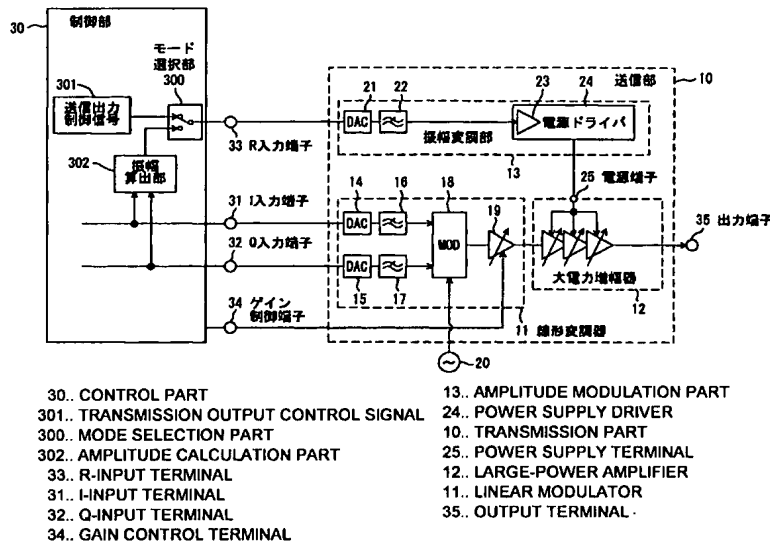 30
制御部
モード
選択部
300
301
送信出力
制御信号
302
振幅
算出部
33 R入力端子
31 I入力端子
32 Q入力端子
34 ゲイン
制御端子
送信部
10
21
22
23
24
DAC
電源ドライバ
振幅変調部
13
25 電源端子
14
16
18
19
DAC
MOD
DAC
15
17
11 線形変調器
大電力増幅器
12
35 出力端子
20
30.. CONTROL PART
301.. TRANSMISSION OUTPUT CONTROL SIGNAL
300.. MODE SELECTION PART
302.. AMPLITUDE CALCULATION PART
33.. R-INPUT TERMINAL
31.. I-INPUT TERMINAL
32.. Q-INPUT TERMINAL
34.. GAIN CONTROL TERMINAL
13.. AMPLITUDE MODULATION PART
24.. POWER SUPPLY DRIVER
10.. TRANSMISSION PART
25.. POWER SUPPLY TERMINAL
12.. LARGE-POWER AMPLIFIER
11.. LINEAR MODULATOR
35.. OUTPUT TERMINAL